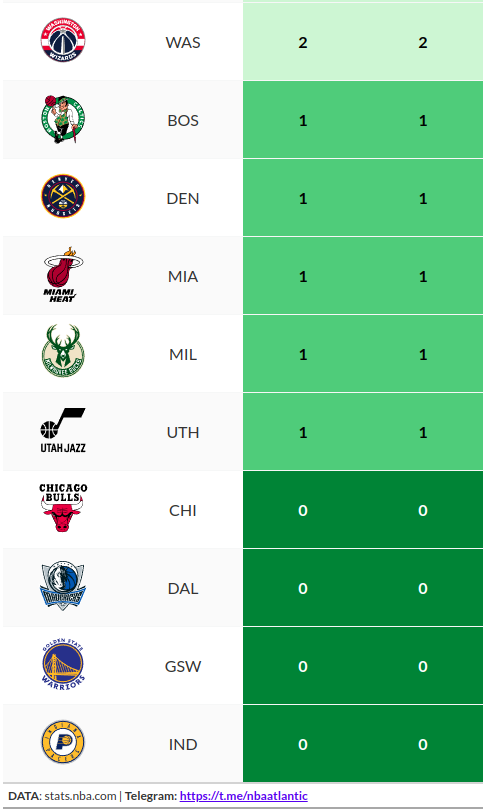 WASHINGTON
WIZARDS
WAS 2 2
BOSTON CELTICS
BOS 1 1
DENVER
NUGGETS
DEN 1 1
MIAMI
HEAT
MIA 1 1
MILWAUKEE BUCKS
MIL 1 1
UTAH JAZZ
UTH 1 1
CHICAGO
BULLS
CHI 0 0
MAVERICKS
DAL 0 0
GOLDEN STATE
WARRIORS
GSW 0 0
INDIANA
PACERS
IND 0 0
DATA: stats.nba.com | Telegram: https://t.me/nbaatlantic